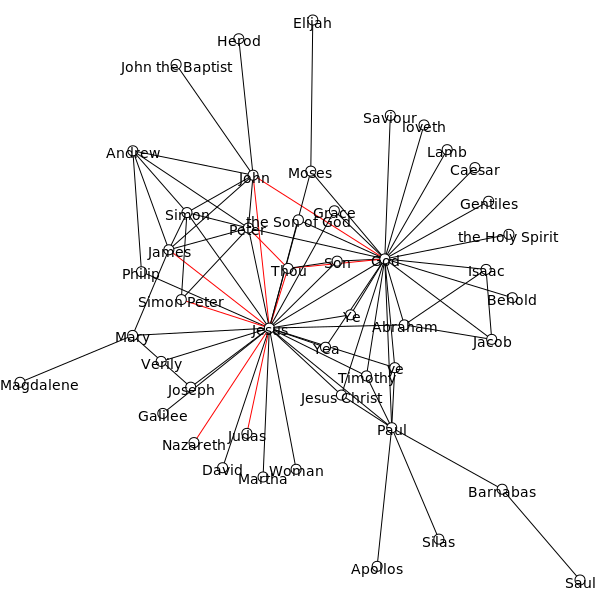 Elijah
Herod
John the Baptist
Saviour
loveth
Andrew
Lamb
Caesar
John
Moses
Gentiles
Simon
Grace
the Son of God
Peter
the Holy Spirit
James
Son
God
Thou
Isaac
Philip
Simon Peter
Behold
Ye
Jesus
Abraham
Mary
Jacob
Yea
Verily
ye
Timothy
Magdalene
Joseph
Jesus Christ
Galilee
Paul
Judas
Nazareth
David
Woman
Martha
Barnabas
Silas
Apollos
Saul